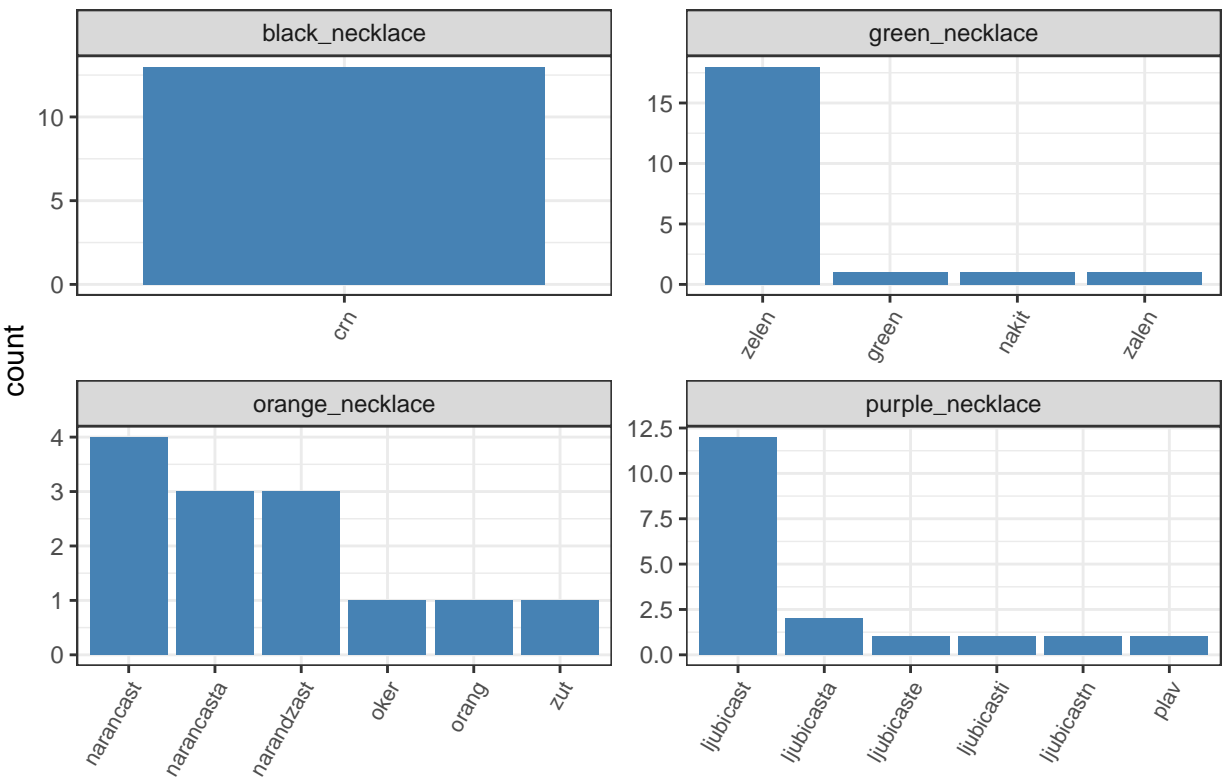 black_necklace
green_necklace
10
5
0
15
10
5
0
crn
zelen
green
nakit
zalen
count
orange_necklace
purple_necklace
4
3
2
1
0
12.5
10.0
7.5
5.0
2.5
0.0
narancast
narancasta
narandzast
oker
orang
zut
ljubicast
ljubicasta
ljubicaste
ljubicasti
ljubicastn
plav